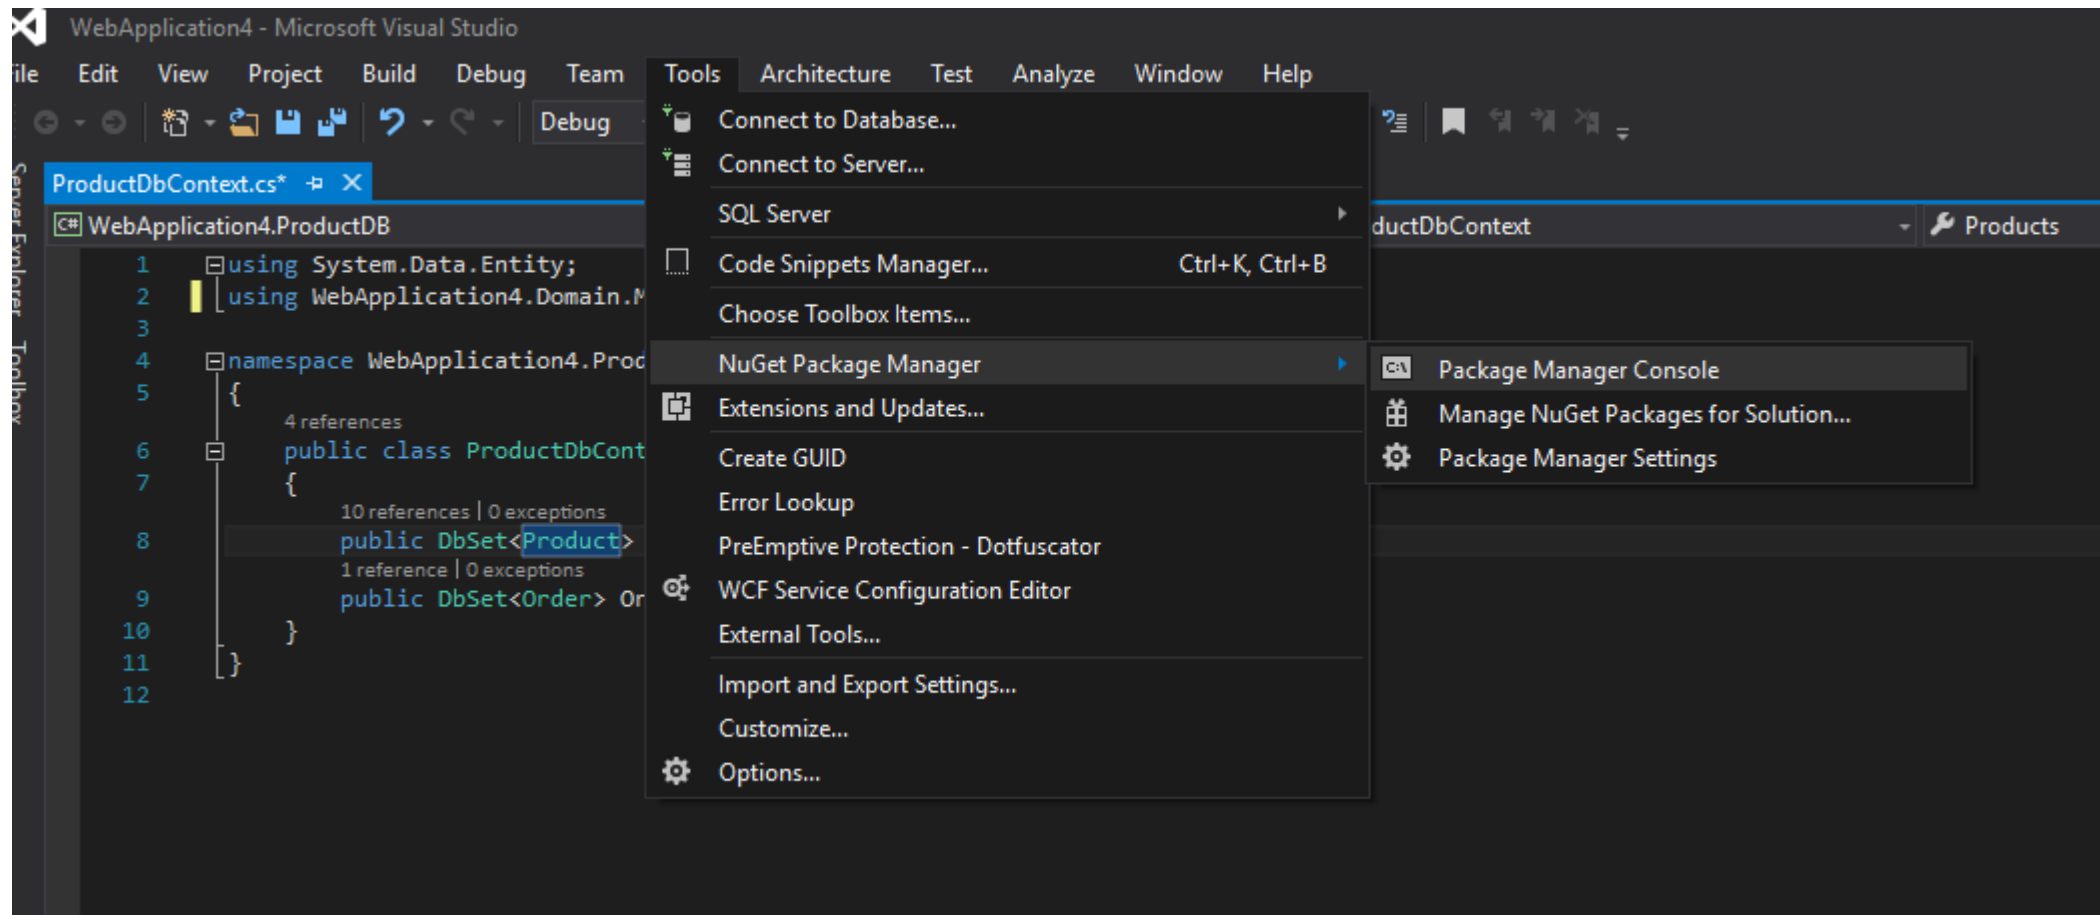 WebApplication4 - Microsoft Visual Studio
File Edit View Project Build Debug Team Tools Architecture Test Analyze Window Help
Debug
Server Explorer
Toolbox
ProductDbContext.cs*
C# WebApplication4.ProductDB
ductDbContext
Products
1 using System.Data.Entity;
2 using WebApplication4.Domain.M
3
4 namespace WebApplication4.Prod
5 {
4 references
6 public class ProductDbCont
7 {
10 references | 0 exceptions
8 public DbSet<Product>
1 reference | 0 exceptions
9 public DbSet<Order> Or
10 }
11 }
12
Connect to Database...
Connect to Server...
SQL Server
Code Snippets Manager... Ctrl+K, Ctrl+B
Choose Toolbox Items...
NuGet Package Manager
Extensions and Updates...
Create GUID
Error Lookup
PreEmptive Protection - Dotfuscator
WCF Service Configuration Editor
External Tools...
Import and Export Settings...
Customize...
Options...
C:\ Package Manager Console
Manage NuGet Packages for Solution...
Package Manager Settings